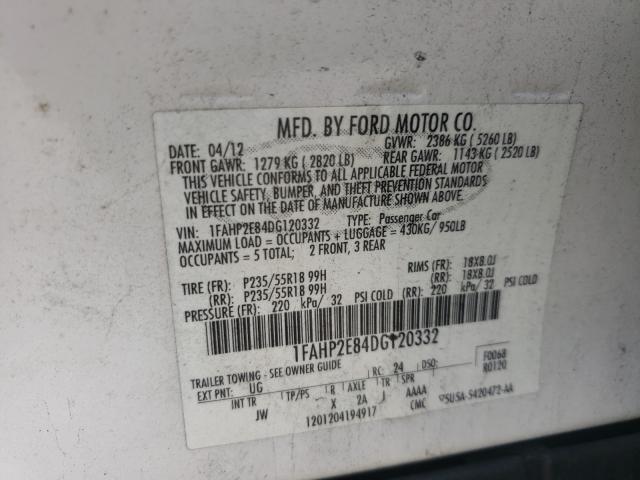 MFD. BY FORD MOTOR CO.
DATE: 04/12 GVWR: 2386 KG ( 5260 LB)
FRONT GAWR: 1279 KG ( 2820 LB) REAR GAWR: 1143 KG ( 2520 LB)
THIS VEHICLE CONFORMS TO ALL APPLICABLE FEDERAL MOTOR
VEHICLE SAFETY, BUMPER, AND THEFT PREVENTION STANDARDS
IN EFFECT ON THE DATE OF MANUFACTURE SHOWN ABOVE.
VIN: 1FAHP2E84DG120332 TYPE: Passenger Car
MAXIMUM LOAD = OCCUPANTS + LUGGAGE = 430KG/ 950LB
OCCUPANTS = 5 TOTAL; 2 FRONT, 3 REAR
TIRE (FR): P235/55R18 99H RIMS (FR): 18X8.0J
(RR): P235/55R18 99H (RR): 18X8.0J
PRESSURE (FR): 220 kPa/ 32 PSI COLD (RR): 220 kPa/ 32 PSI COLD
1FAHP2E84DG120332
TRAILER TOWING - SEE OWNER GUIDE F0068
EXT PNT: UG RC: 24 DSO: R0120
INT TR TP/PS R AXLE TR SPR
JW X 2A J AAAA
1201204194917 CMC 5U5A-5420472-AA